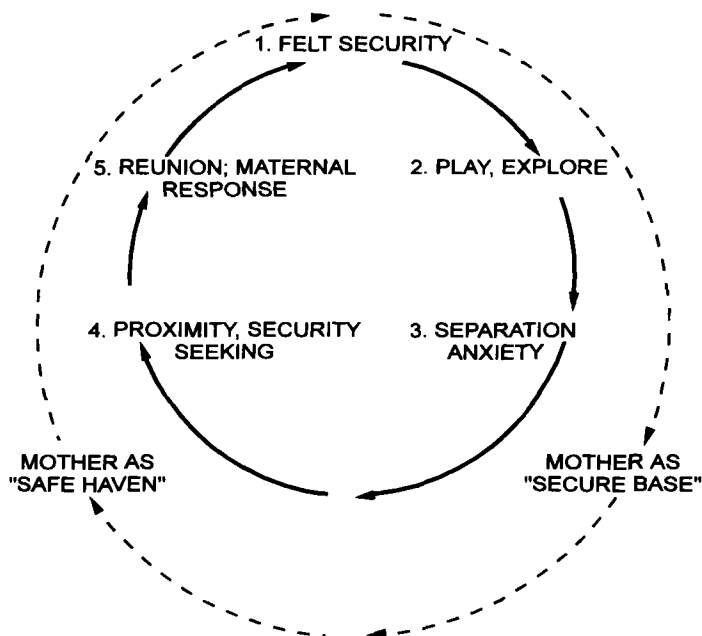 1. FELT SECURITY
5. REUNION; MATERNAL
RESPONSE
2. PLAY, EXPLORE
4. PROXIMITY, SECURITY
SEEKING
3. SEPARATION
ANXIETY
MOTHER AS
"SAFE HAVEN"
MOTHER AS
"SECURE BASE"